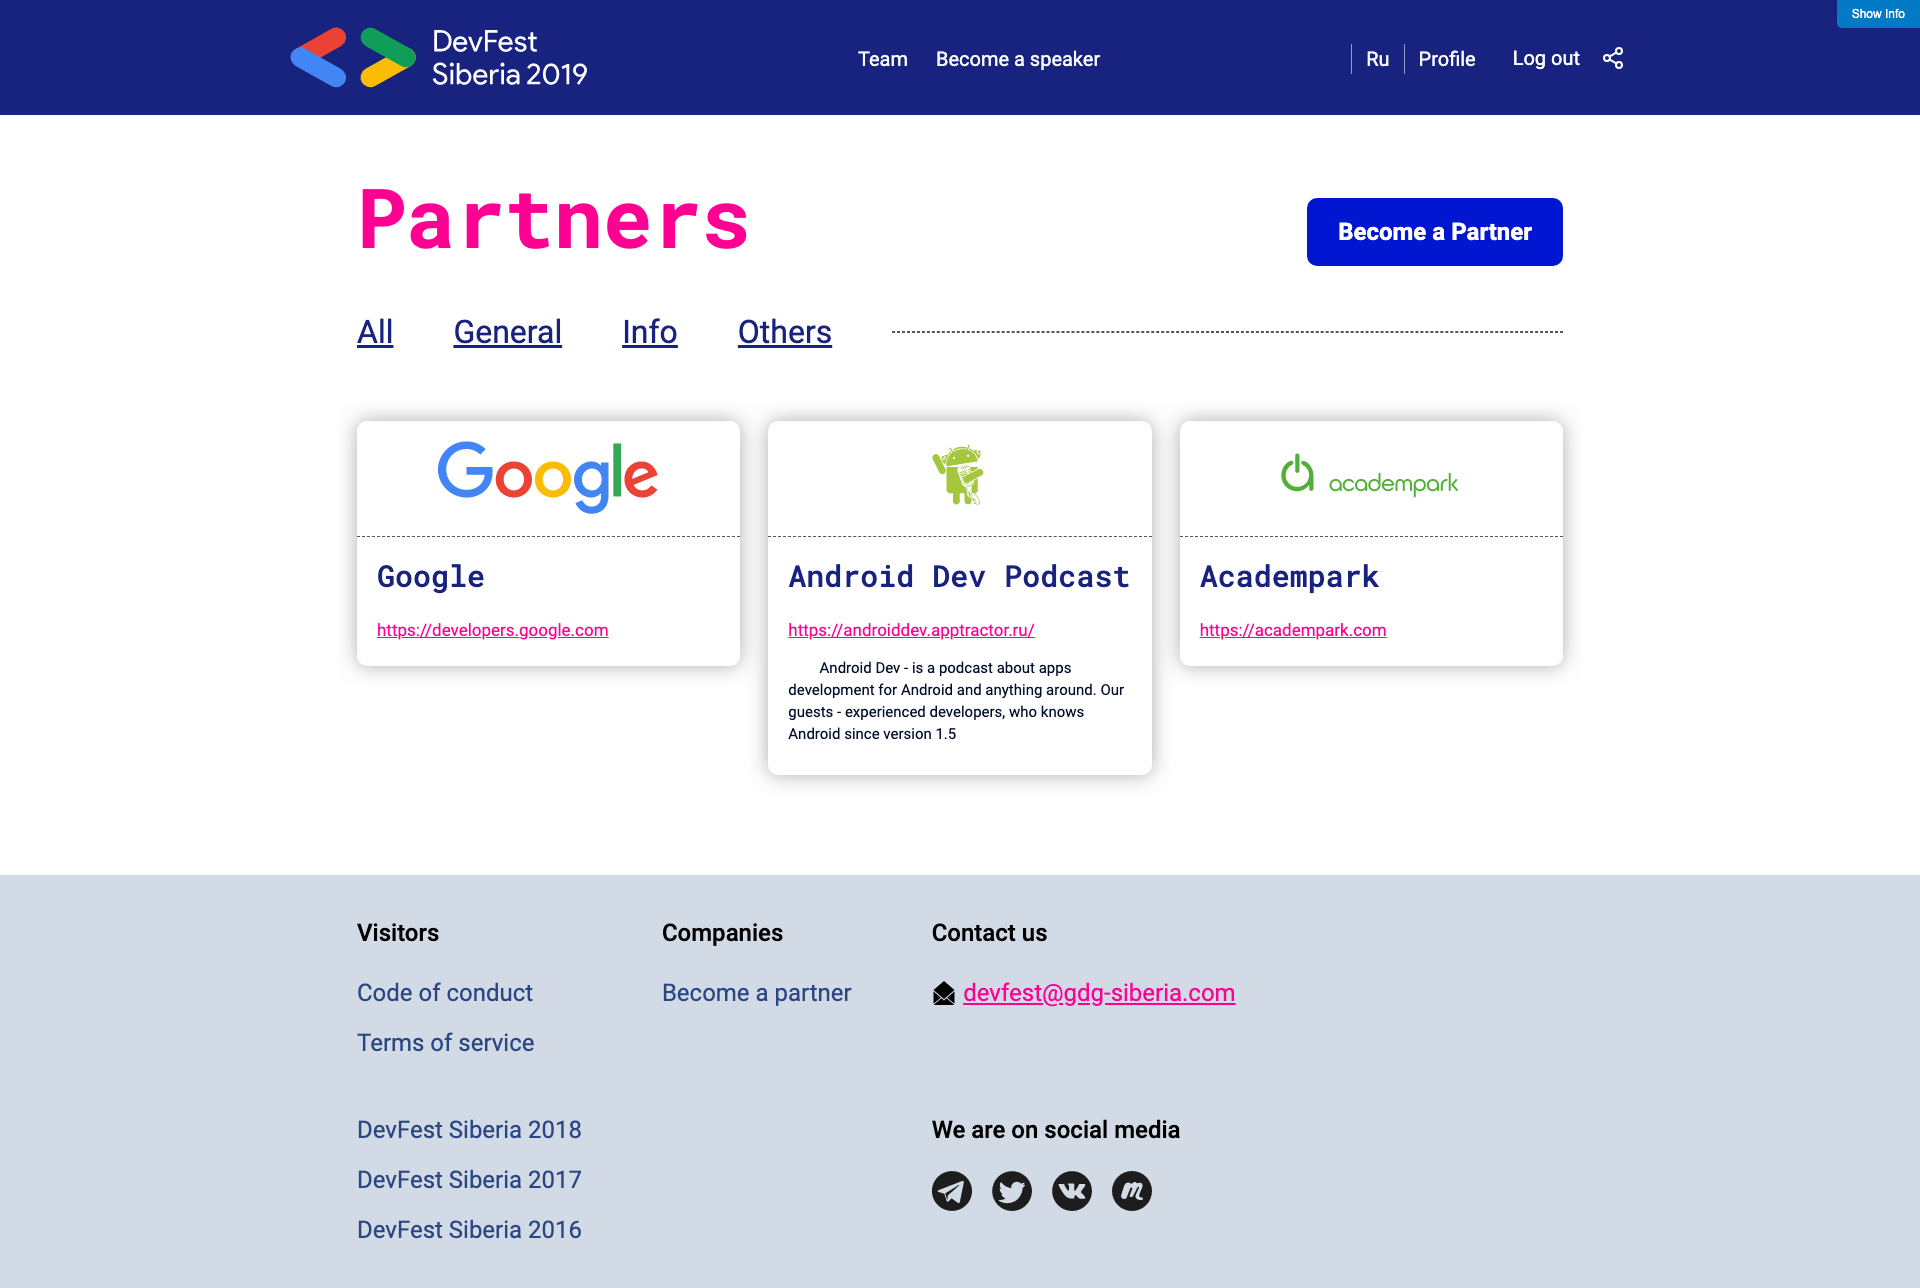 Show Info
DevFest
Siberia 2019
Team
Become a speaker
Ru
Profile
Log out
Partners
Become a Partner
All
General
Info
Others
Google
academpark
Google
https://developers.google.com
Android Dev Podcast
https://androiddev.apptractor.ru/
Android Dev - is a podcast about apps
development for Android and anything around. Our
guests - experienced developers, who knows
Android since version 1.5
Academpark
https://academpark.com
Visitors
Code of conduct
Terms of service
DevFest Siberia 2018
DevFest Siberia 2017
DevFest Siberia 2016
Companies
Become a partner
Contact us
devfest@gdg-siberia.com
We are on social media